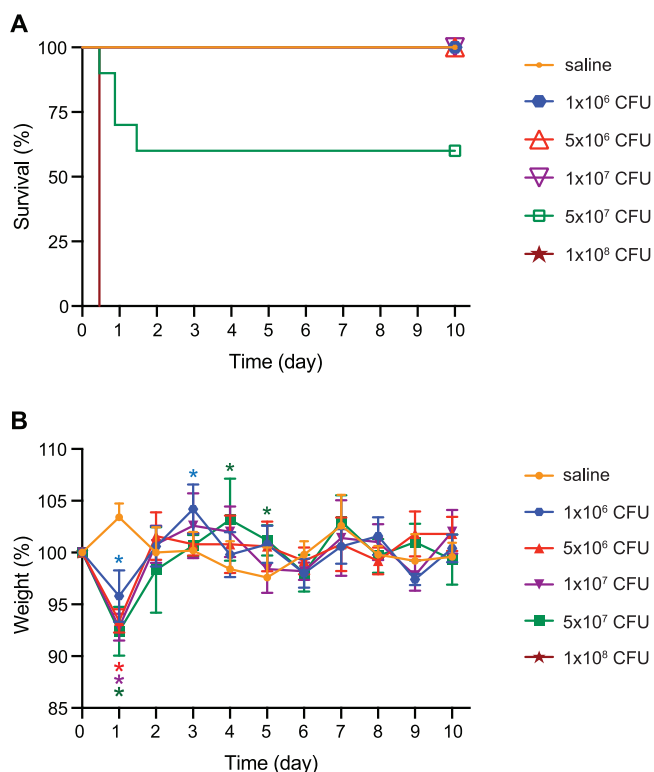 A
100
75
50
25
0
Survival (%)
0 1 2 3 4 5 6 7 8 9 10
Time (day)
saline
1x10⁶ CFU
5x10⁶ CFU
1x10⁷ CFU
5x10⁷ CFU
1x10⁸ CFU
B
110
105
100
95
90
85
Weight (%)
* * * *
*
*
*
0 1 2 3 4 5 6 7 8 9 10
Time (day)
saline
1x10⁶ CFU
5x10⁶ CFU
1x10⁷ CFU
5x10⁷ CFU
1x10⁸ CFU